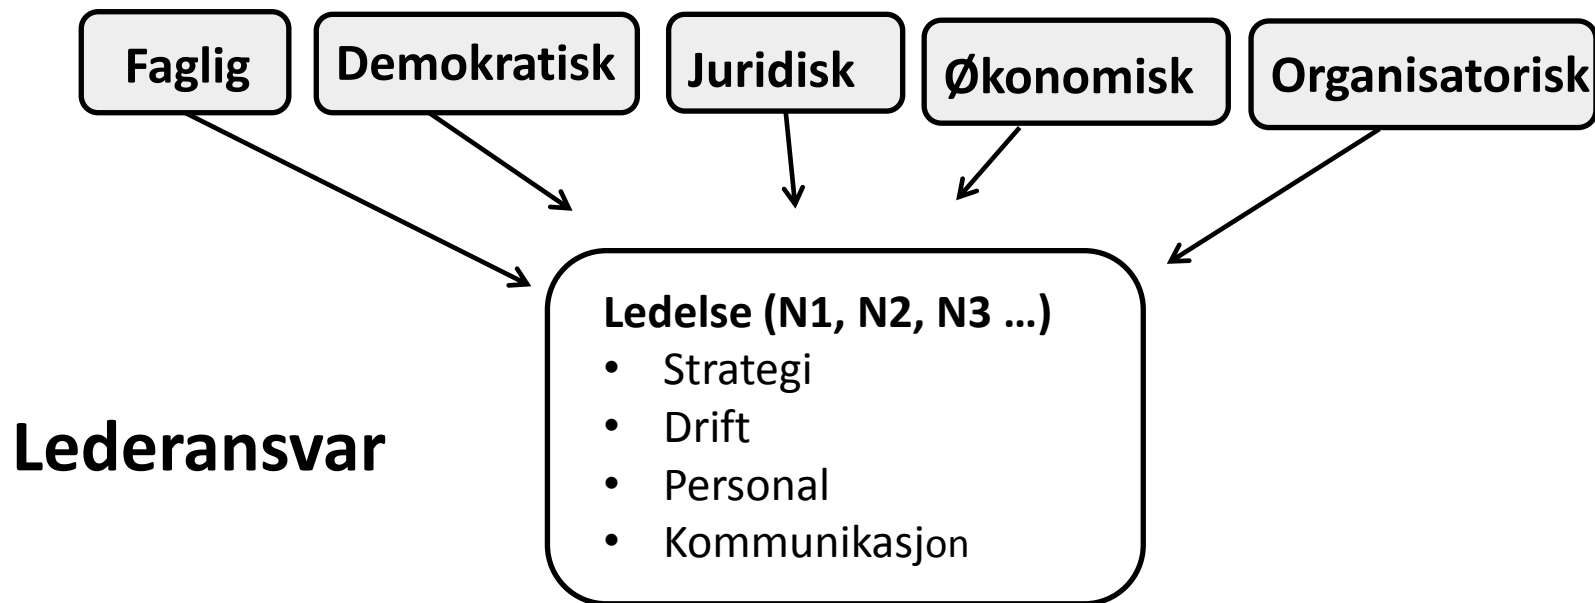 Faglig
Demokratisk
Juridisk
Økonomisk
Organisatorisk
Ledelse (N1, N2, N3 ...)
• Strategi
• Drift
• Personal
• Kommunikasjon
Lederansvar